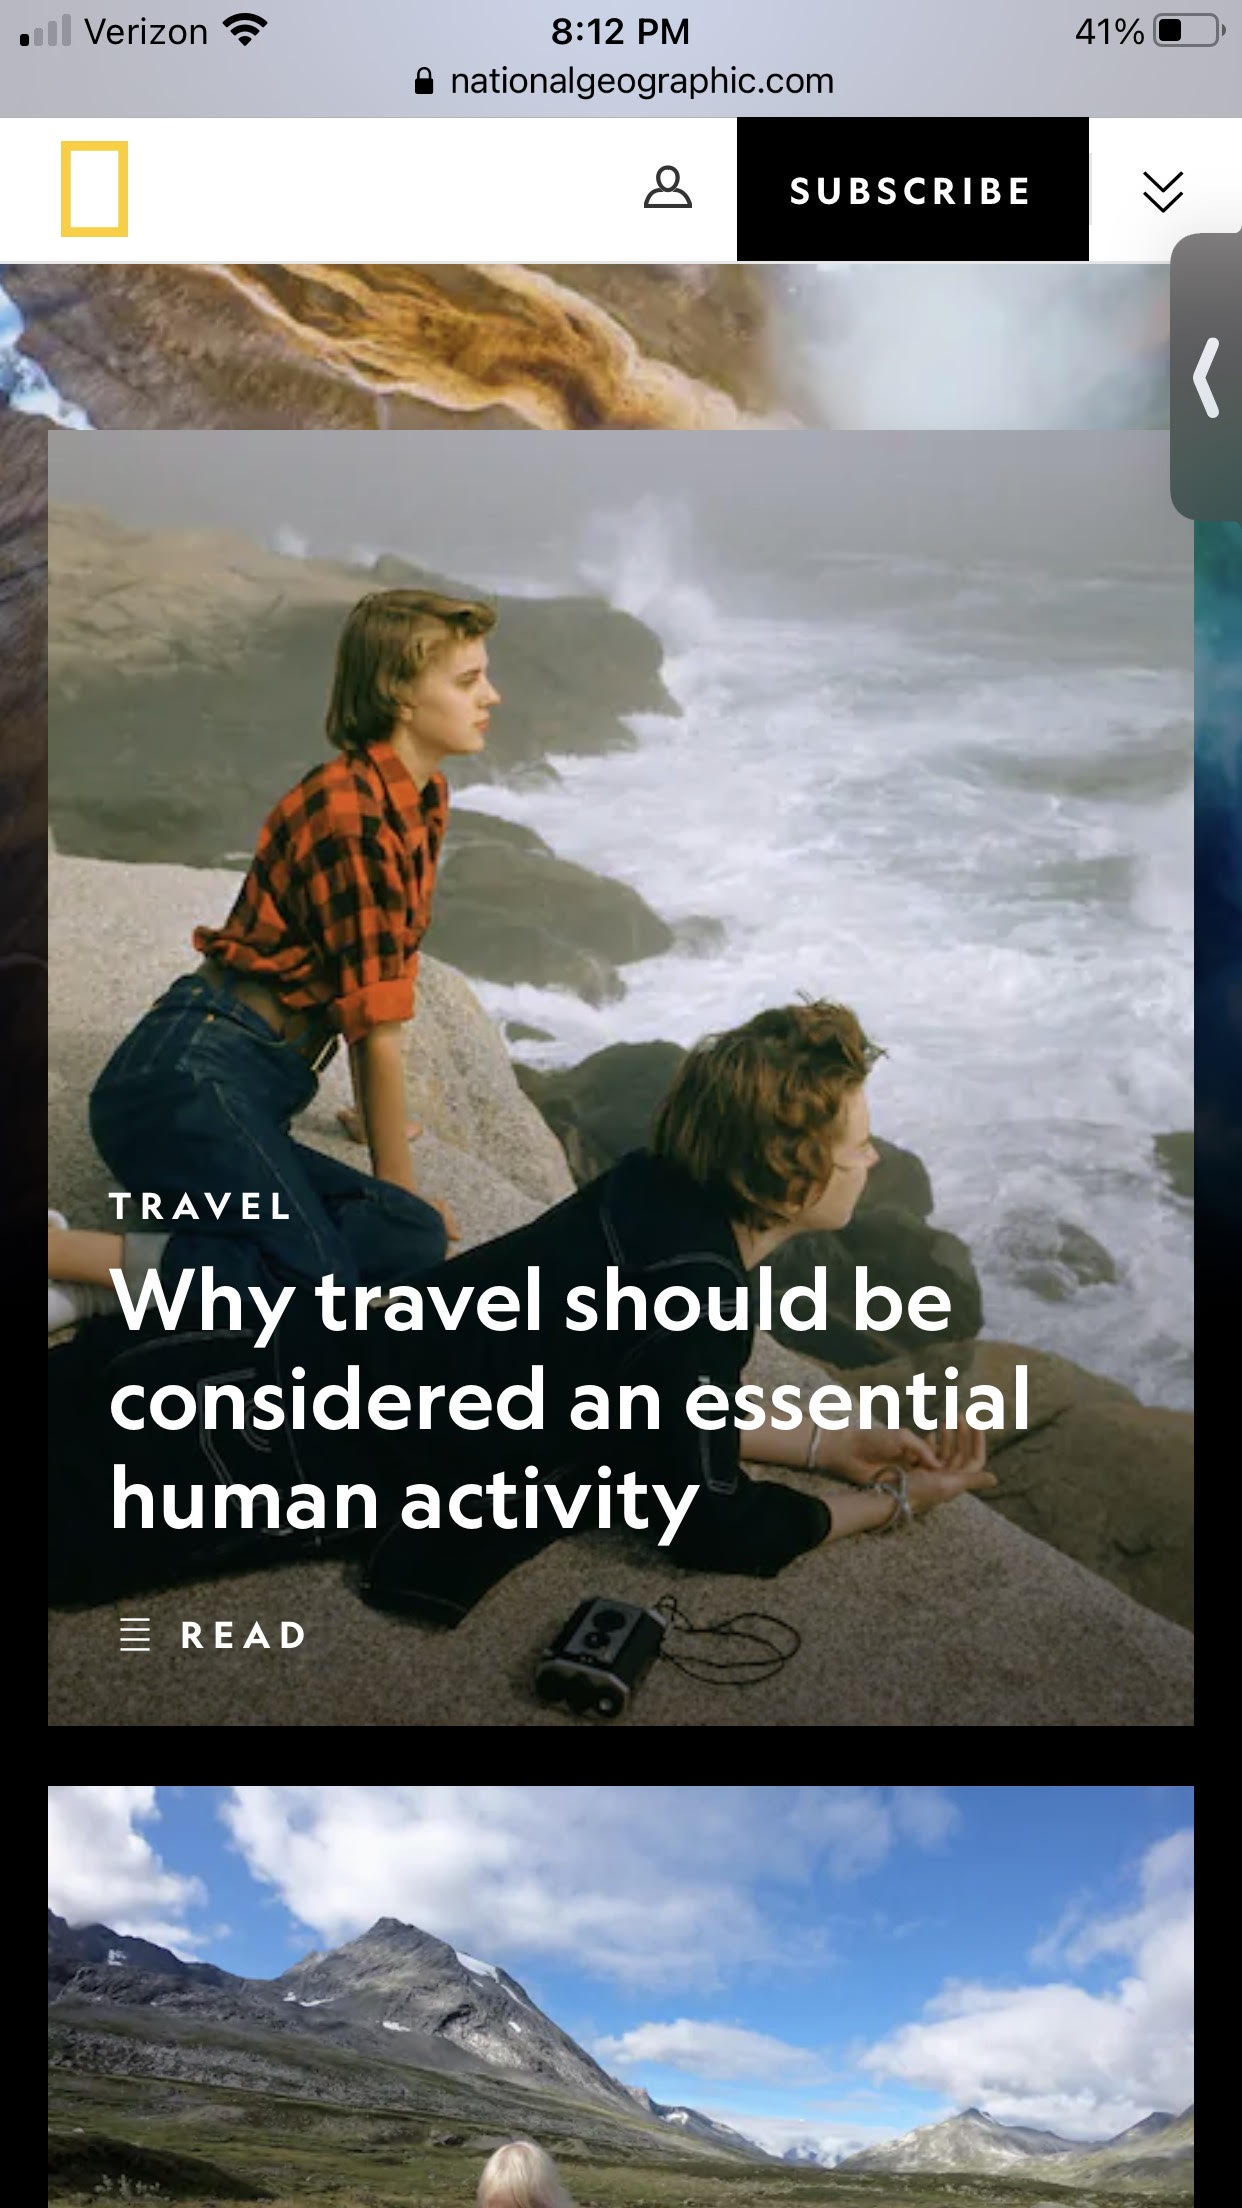 Verizon 8:12 PM 41%
nationalgeographic.com
SUBSCRIBE
TRAVEL
Why travel should be
considered an essential
human activity
READ